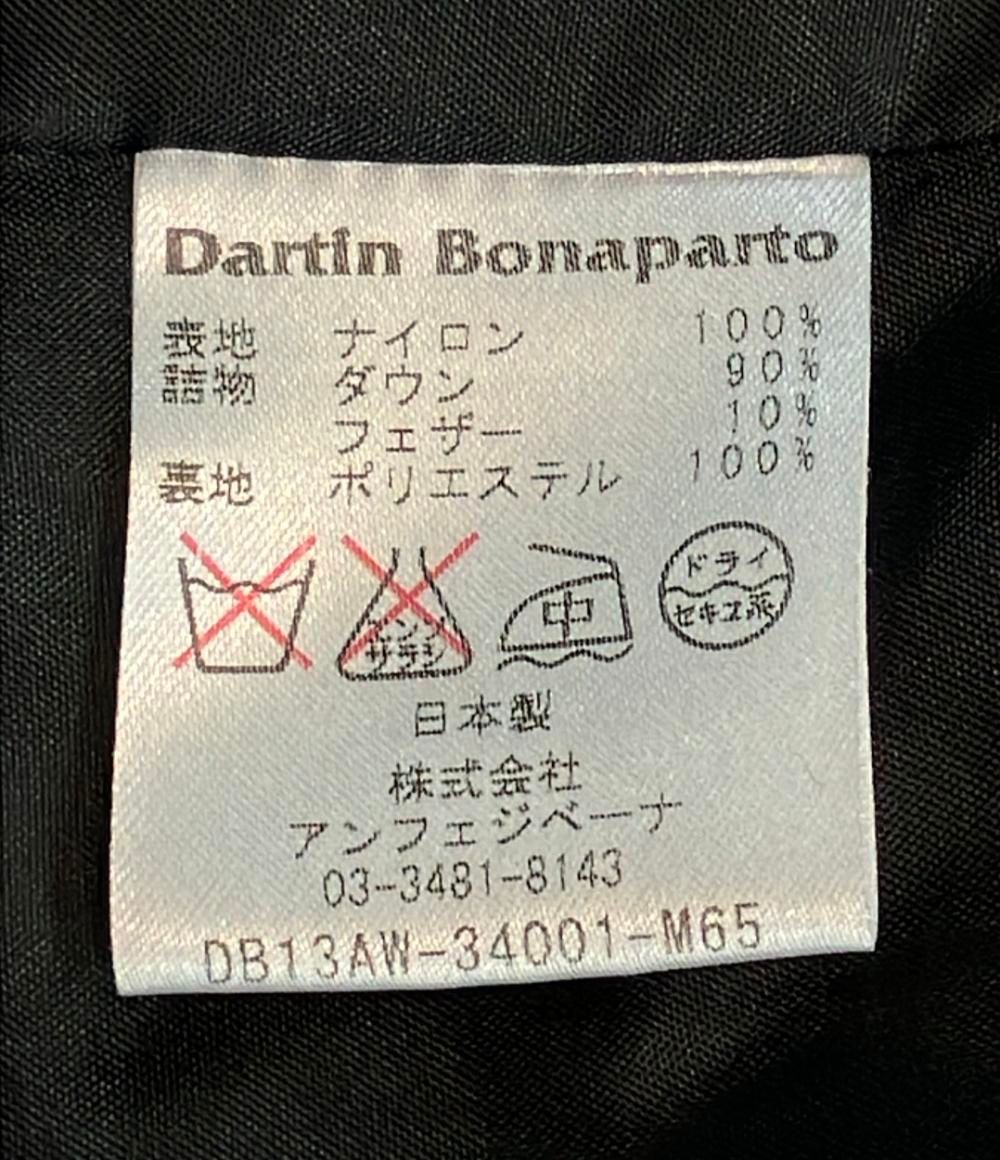 Dartin Bonaparto
表地 ナイロン 100%
詰物 ダウン 90%
フェザー 10%
裏地 ポリエステル 100%
エンソ サラシ 中 ドライ セキユ系
日本製
株式会社
アンフェジベーナ
03-3481-8143
DB13AW-34001-M65